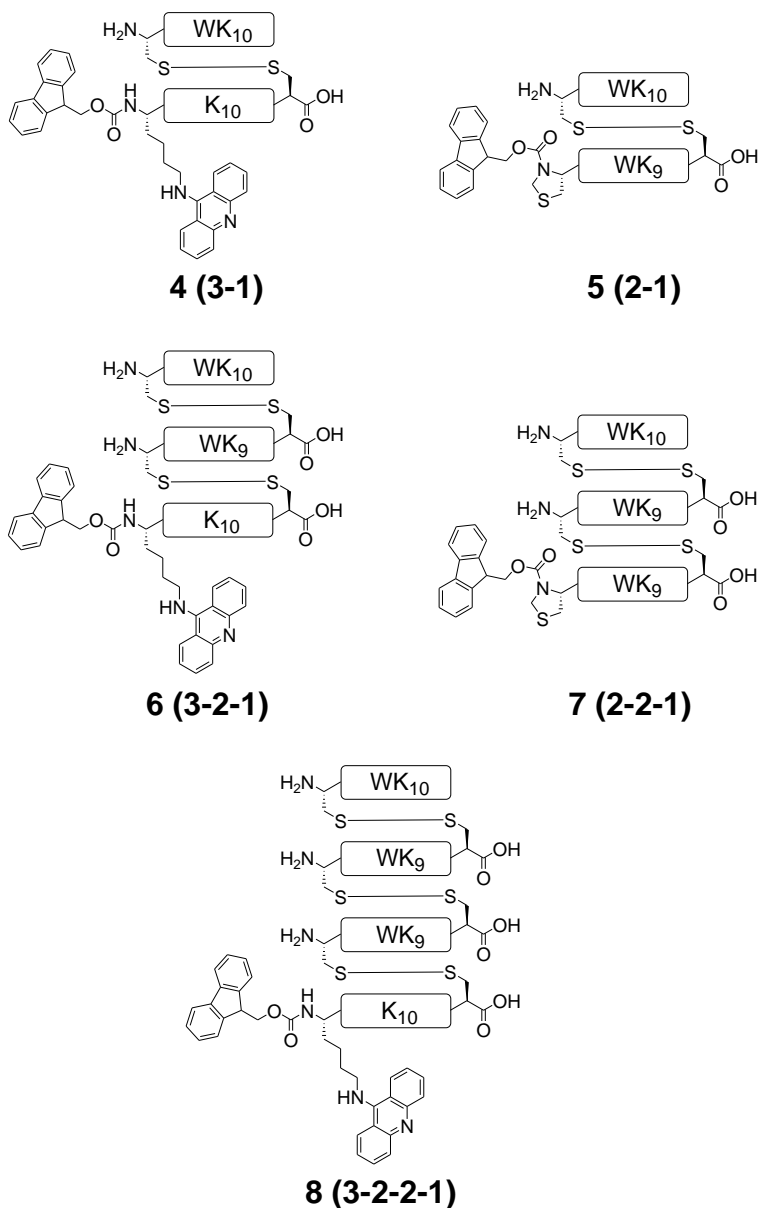 H₂N WK₁₀
S S
H N K₁₀ OH
O O O
HN
N
4 (3-1)
H₂N WK₁₀
S S
O O
N WK₉ OH
S O
5 (2-1)
H₂N WK₁₀
S S
H₂N WK₉ OH
S S O
H N K₁₀ OH
O O O
HN
N
6 (3-2-1)
H₂N WK₁₀
S S
H₂N WK₉ OH
S S O
O O
N WK₉ OH
S O
7 (2-2-1)
H₂N WK₁₀
S S
H₂N WK₉ OH
S S O
H₂N WK₉ OH
S S O
H N K₁₀ OH
O O O
HN
N
8 (3-2-2-1)